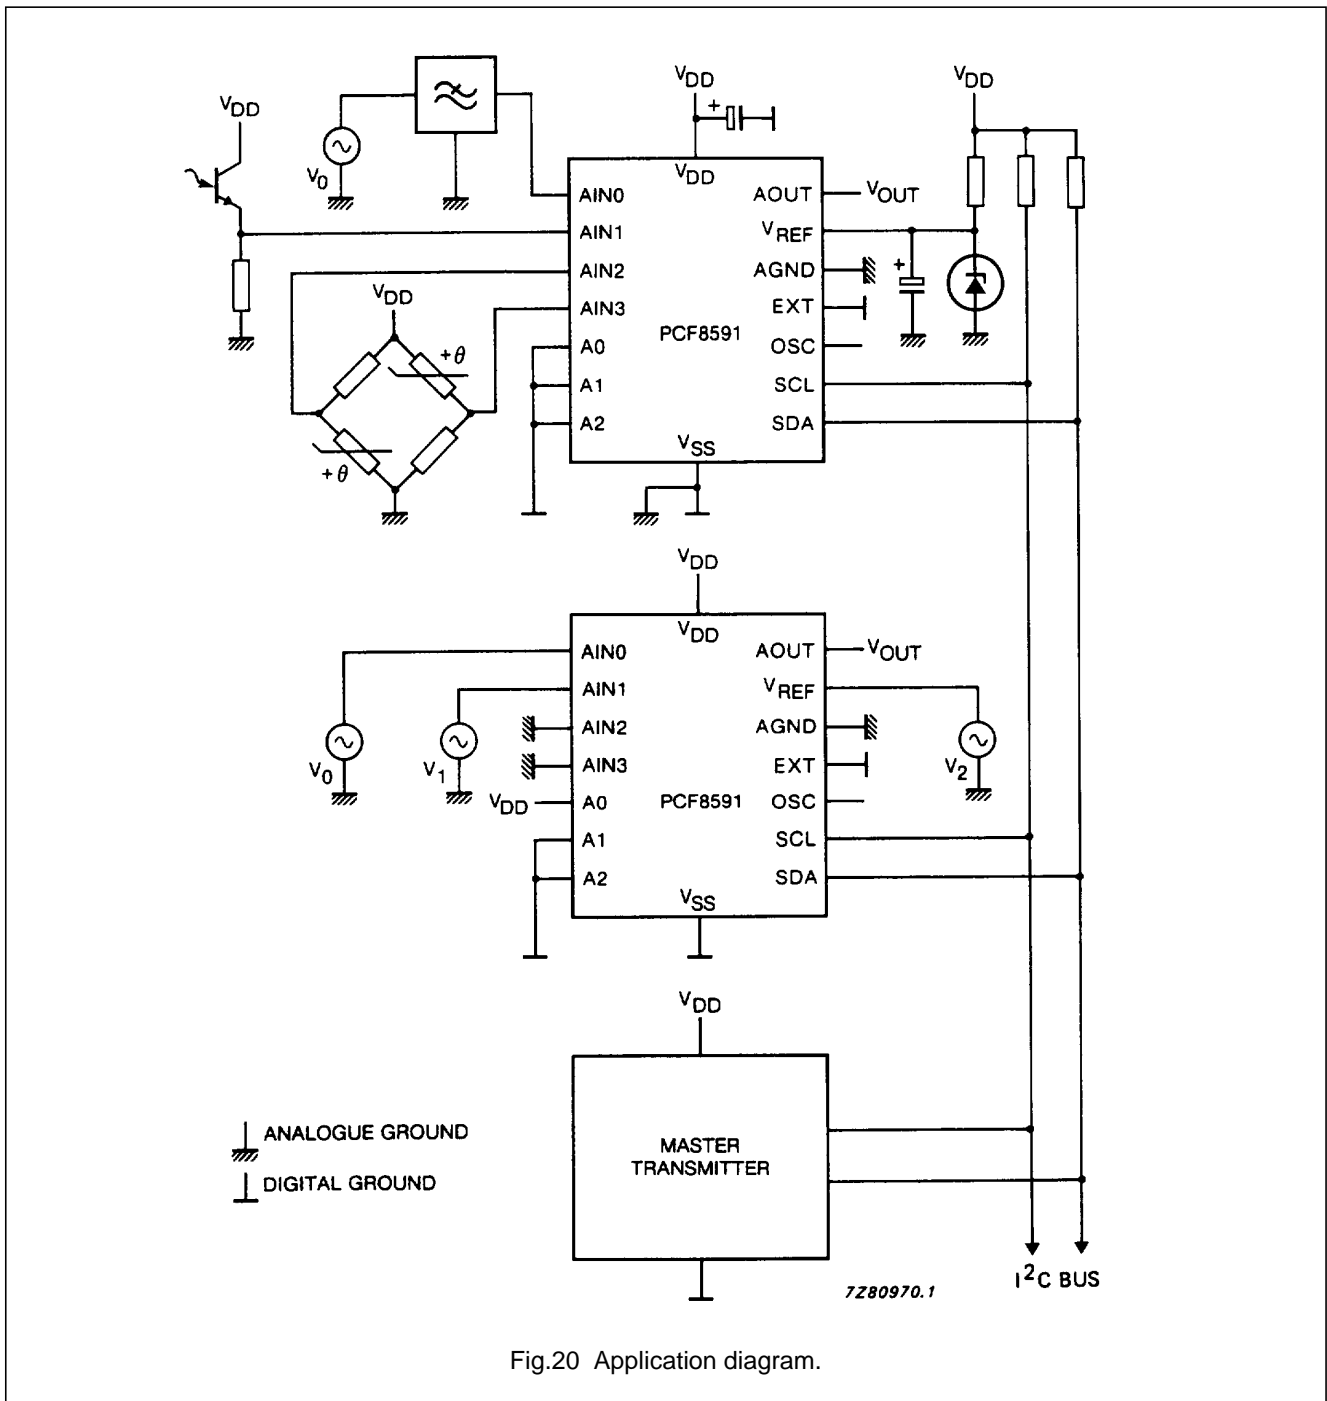 VDD
V0
VDD
+
VDD
VDD
VDD
AIN0
AIN1
AIN2
AIN3
A0
A1
A2
PCF8591
VSS
AOUT
VREF
AGND
EXT
OSC
SCL
SDA
VOUT
+
+θ
+θ
VDD
VDD
AIN0
AIN1
AIN2
AIN3
A0
A1
A2
PCF8591
VSS
AOUT
VREF
AGND
EXT
OSC
SCL
SDA
VOUT
V0
V1
VDD
V2
VDD
MASTER
TRANSMITTER
ANALOGUE GROUND
DIGITAL GROUND
I²C BUS
7Z80970.1
Fig.20 Application diagram.